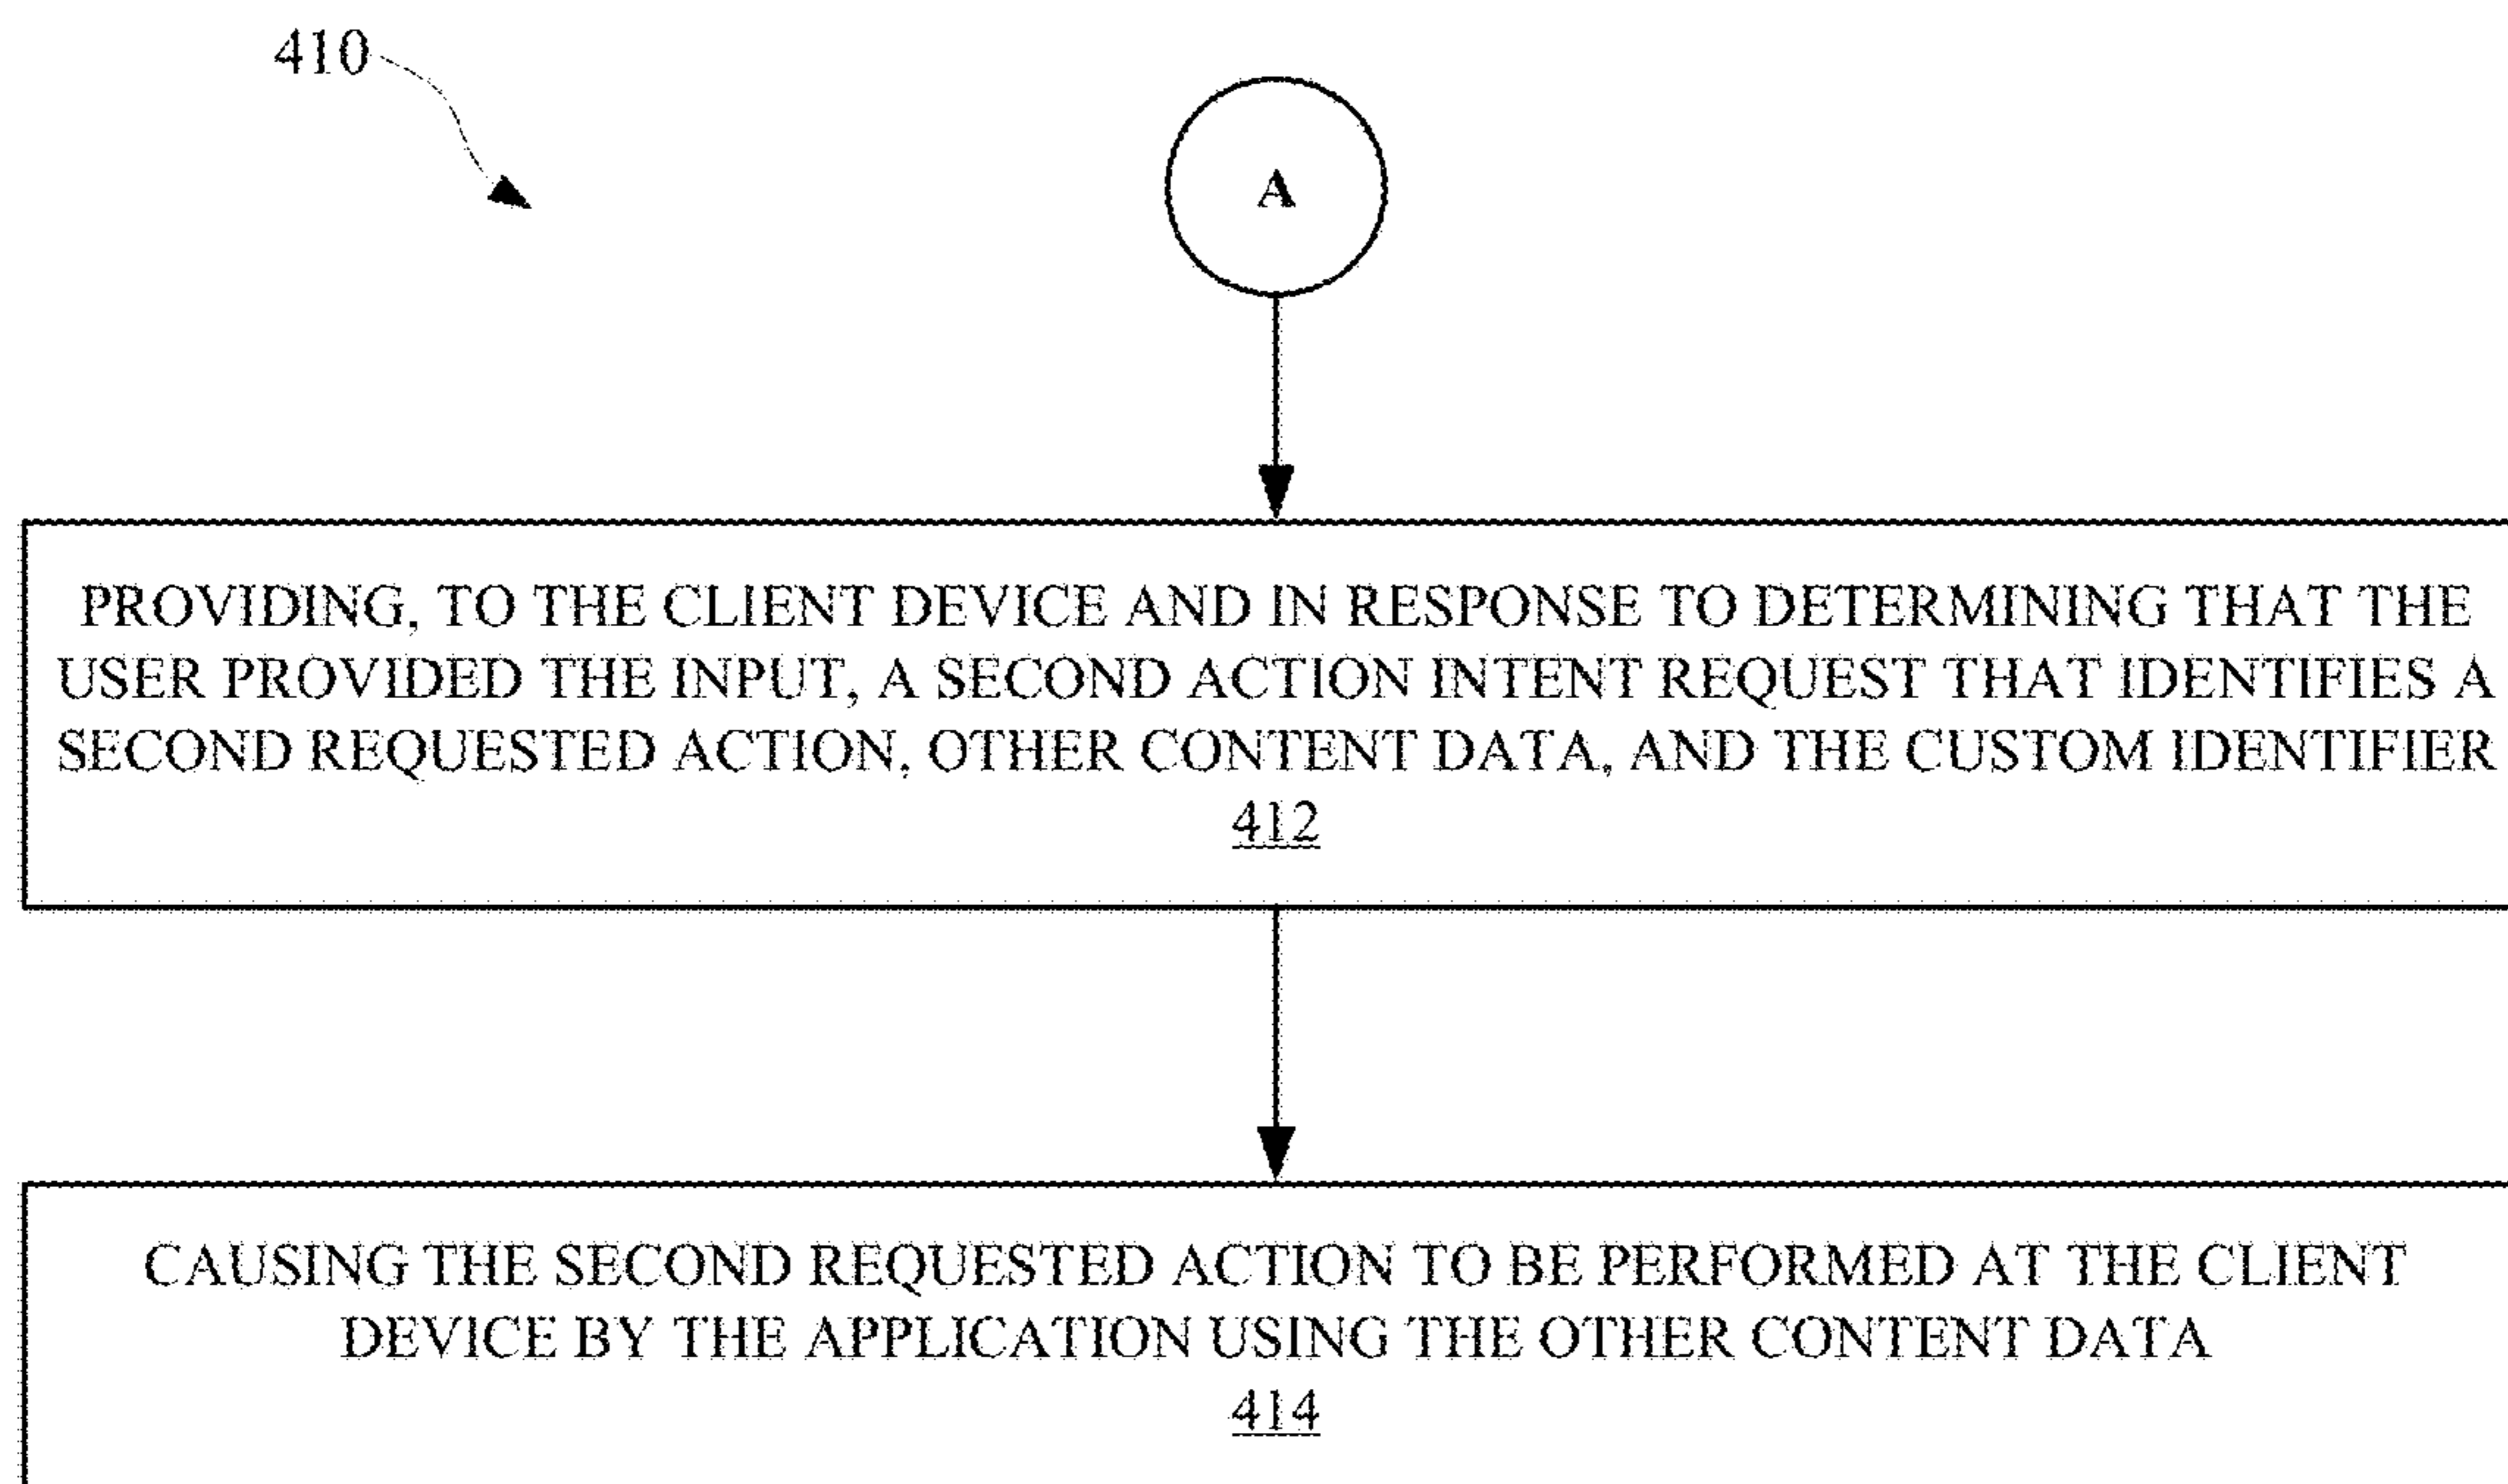 410
A
PROVIDING, TO THE CLIENT DEVICE AND IN RESPONSE TO DETERMINING THAT THE
USER PROVIDED THE INPUT, A SECOND ACTION INTENT REQUEST THAT IDENTIFIES A
SECOND REQUESTED ACTION, OTHER CONTENT DATA, AND THE CUSTOM IDENTIFIER
412
CAUSING THE SECOND REQUESTED ACTION TO BE PERFORMED AT THE CLIENT
DEVICE BY THE APPLICATION USING THE OTHER CONTENT DATA
414